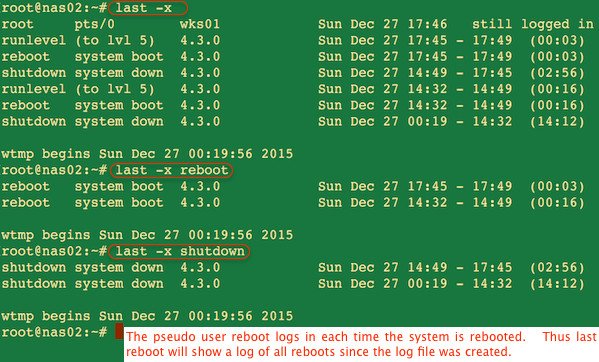 root@nas02:~# last -x
root     pts/0        wks01            Sun Dec 27 17:46   still logged in
runlevel (to lvl 5)   4.3.0            Sun Dec 27 17:45 - 17:49  (00:03)
reboot   system boot  4.3.0            Sun Dec 27 17:45 - 17:49  (00:03)
shutdown system down  4.3.0            Sun Dec 27 14:49 - 17:45  (02:56)
runlevel (to lvl 5)   4.3.0            Sun Dec 27 14:32 - 14:49  (00:16)
reboot   system boot  4.3.0            Sun Dec 27 14:32 - 14:49  (00:16)
shutdown system down  4.3.0            Sun Dec 27 00:19 - 14:32  (14:12)
wtmp begins Sun Dec 27 00:19:56 2015
root@nas02:~# last -x reboot
reboot   system boot  4.3.0            Sun Dec 27 17:45 - 17:49  (00:03)
reboot   system boot  4.3.0            Sun Dec 27 14:32 - 14:49  (00:16)
wtmp begins Sun Dec 27 00:19:56 2015
root@nas02:~# last -x shutdown
shutdown system down  4.3.0            Sun Dec 27 14:49 - 17:45  (02:56)
shutdown system down  4.3.0            Sun Dec 27 00:19 - 14:32  (14:12)
wtmp begins Sun Dec 27 00:19:56 2015
root@nas02:~#
The pseudo user reboot logs in each time the system is rebooted. Thus last
reboot will show a log of all reboots since the log file was created.